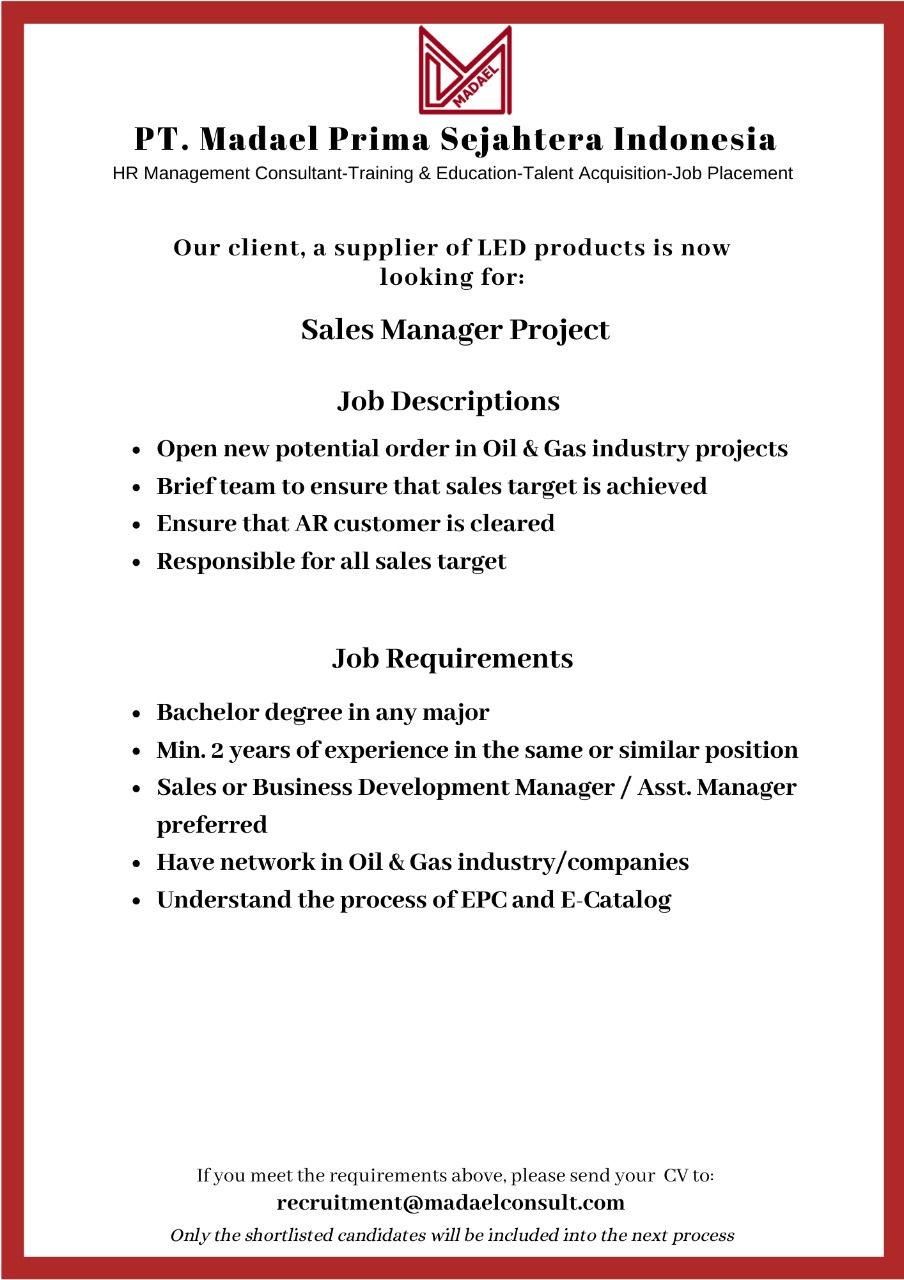 MADAEL
PT. Madael Prima Sejahtera Indonesia
HR Management Consultant-Training & Education-Talent Acquisition-Job Placement
Our client, a supplier of LED products is now
looking for:
Sales Manager Project
Job Descriptions
• Open new potential order in Oil & Gas industry projects
• Brief team to ensure that sales target is achieved
• Ensure that AR customer is cleared
• Responsible for all sales target
Job Requirements
• Bachelor degree in any major
• Min. 2 years of experience in the same or similar position
• Sales or Business Development Manager / Asst. Manager
preferred
• Have network in Oil & Gas industry/companies
• Understand the process of EPC and E-Catalog
If you meet the requirements above, please send your CV to:
recruitment@madaelconsult.com
Only the shortlisted candidates will be included into the next process